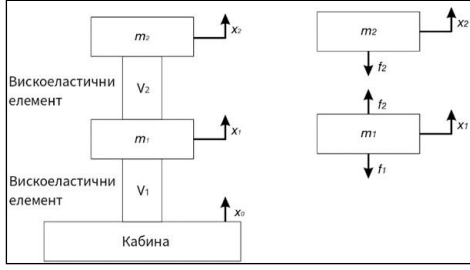 m₂
x₂
Вискоеластични
елемент
V₂
m₁
x₁
Вискоеластични
елемент
V₁
x₀
Кабина
m₂
x₂
f₂
f₂
m₁
x₁
f₁